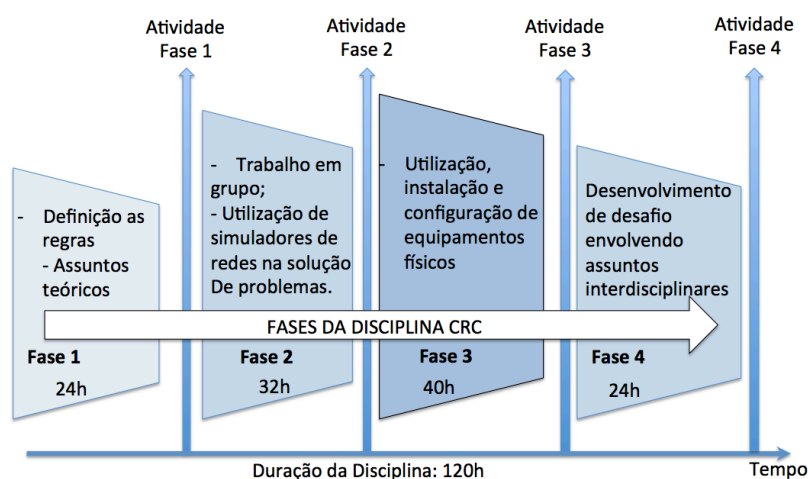 Atividade
Fase 1
Atividade
Fase 2
Atividade
Fase 3
Atividade
Fase 4
- Definição as
regras
- Assuntos
teóricos
- Trabalho em
grupo;
- Utilização de
simuladores de
redes na solução
De problemas.
- Utilização,
instalação e
configuração de
equipamentos
físicos
Desenvolvimento
de desafio
envolvendo
assuntos
interdisciplinares
FASES DA DISCIPLINA CRC
Fase 1
24h
Fase 2
32h
Fase 3
40h
Fase 4
24h
Duração da Disciplina: 120h
Tempo